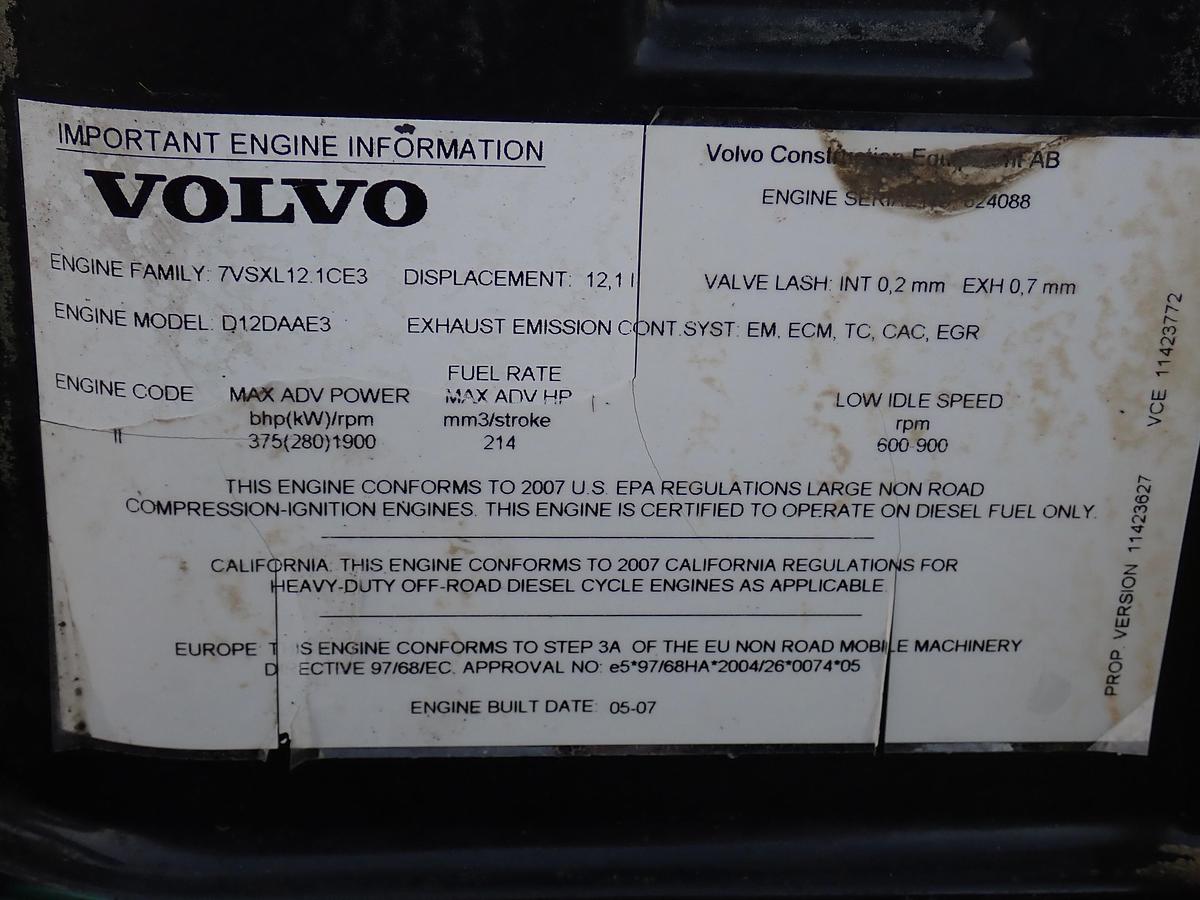 IMPORTANT ENGINE INFORMATION
VOLVO
Volvo Construction Equipment AB
ENGINE SERIAL 624088
ENGINE FAMILY: 7VSXL12.1CE3 DISPLACEMENT: 12,1 l
VALVE LASH: INT 0,2 mm EXH 0,7 mm
ENGINE MODEL: D12DAAE3 EXHAUST EMISSION CONT.SYST: EM, ECM, TC, CAC, EGR
FUEL RATE
ENGINE CODE MAX ADV POWER MAX ADV HP LOW IDLE SPEED
bhp(kW)/rpm mm3/stroke rpm
375(280)1900 214 600-900
THIS ENGINE CONFORMS TO 2007 U.S. EPA REGULATIONS LARGE NON ROAD
COMPRESSION-IGNITION ENGINES. THIS ENGINE IS CERTIFIED TO OPERATE ON DIESEL FUEL ONLY.
CALIFORNIA: THIS ENGINE CONFORMS TO 2007 CALIFORNIA REGULATIONS FOR
HEAVY-DUTY OFF-ROAD DIESEL CYCLE ENGINES AS APPLICABLE
EUROPE: THIS ENGINE CONFORMS TO STEP 3A OF THE EU NON ROAD MOBILE MACHINERY
DIRECTIVE 97/68/EC. APPROVAL NO: e5*97/68HA*2004/26*0074*05
ENGINE BUILT DATE: 05-07
PROP. VERSION 11423627
VCE 11423772